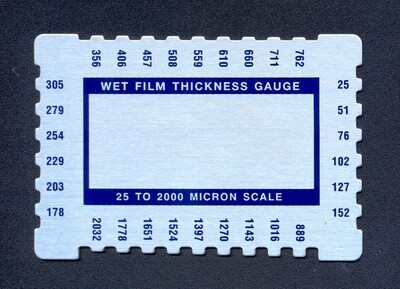 356 406 457 508 559 610 660 711 762
WET FILM THICKNESS GAUGE
305 25
279 51
254 76
229 102
203 127
178 152
25 TO 2000 MICRON SCALE
2032 1778 1651 1524 1397 1270 1143 1016 889